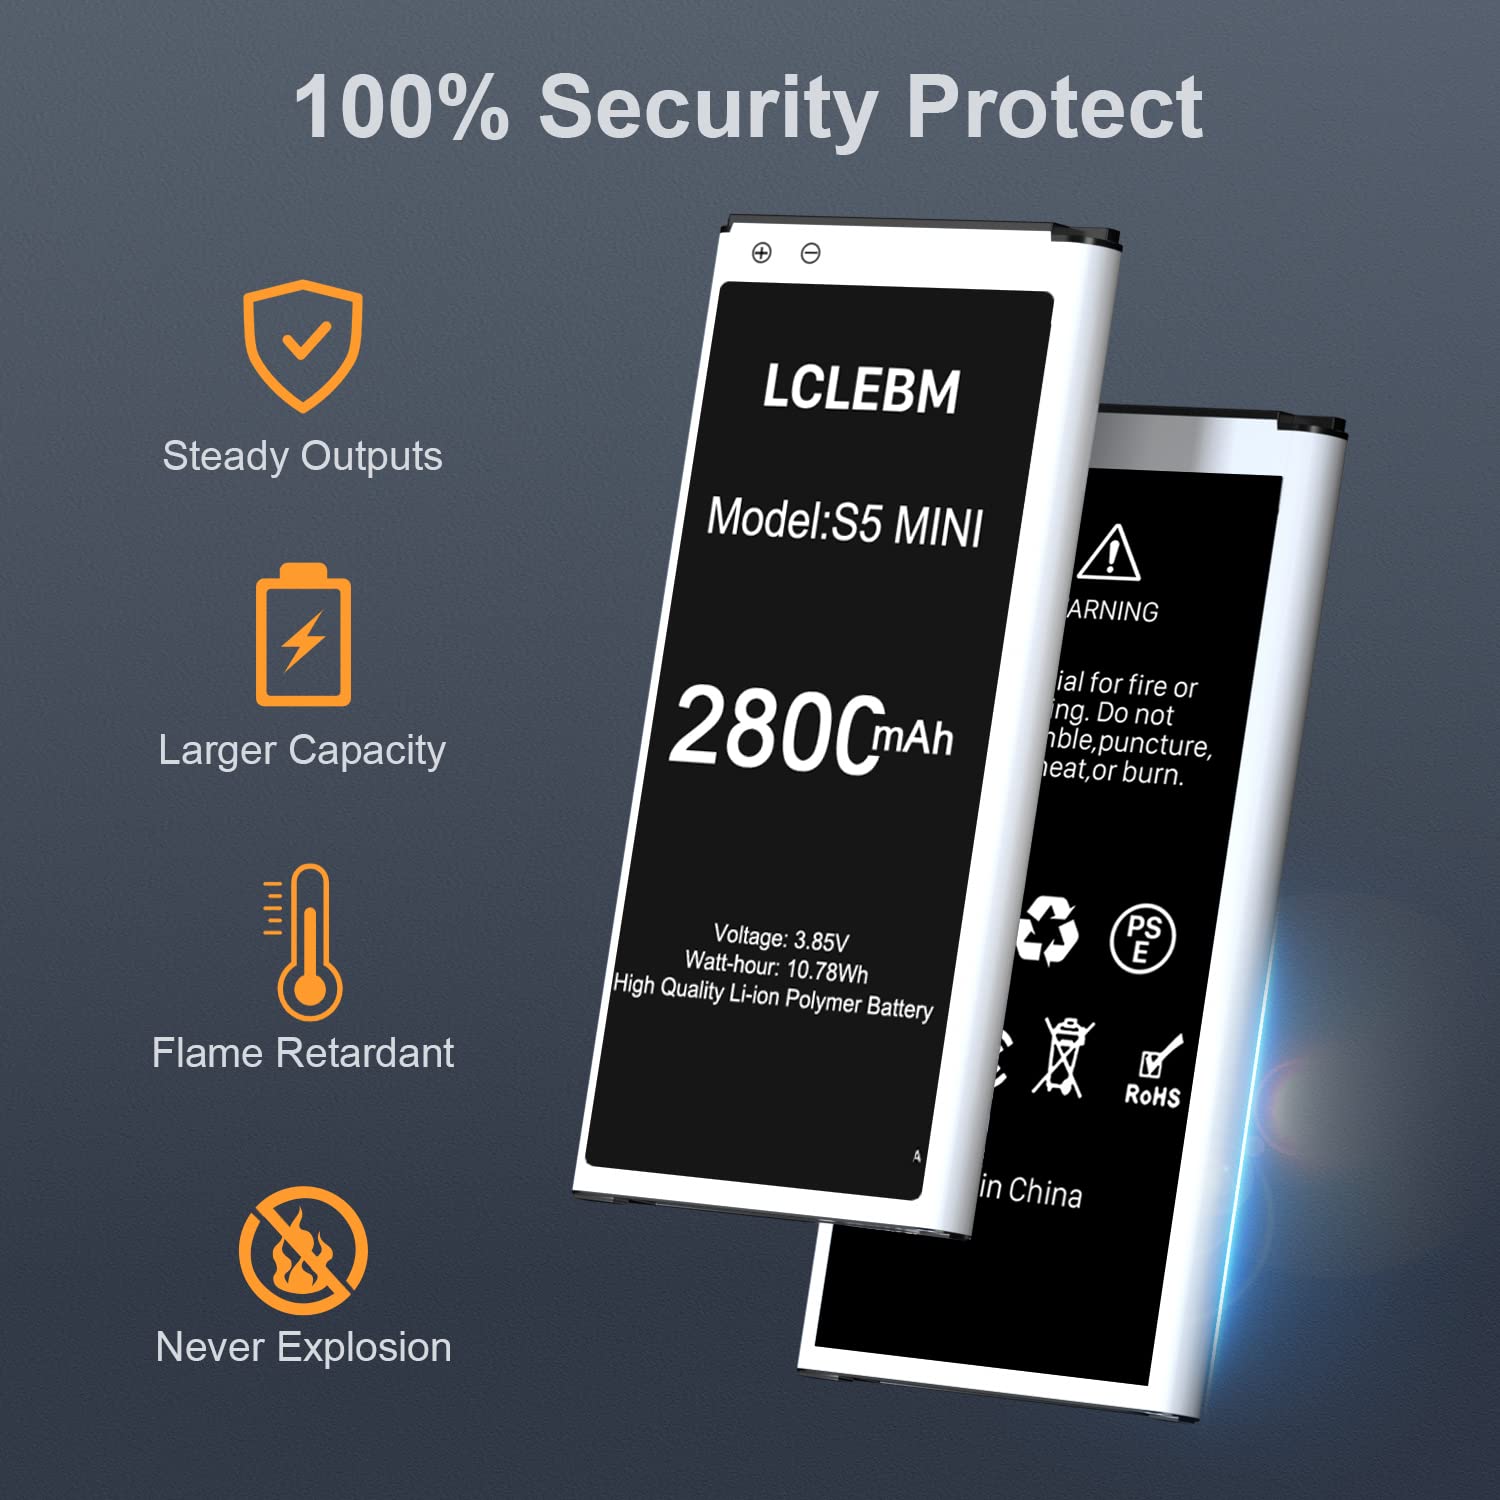 100% Security Protect
Steady Outputs
Larger Capacity
Flame Retardant
Never Explosion
LCLEBM
Model:S5 MINI
2800mAh
Voltage: 3.85V
Watt-hour: 10.78Wh
High Quality Li-ion Polymer Battery
A
ARNING
ial for fire or
ing. Do not
mble,puncture,
heat,or burn.
PS
E
RoHS
in China